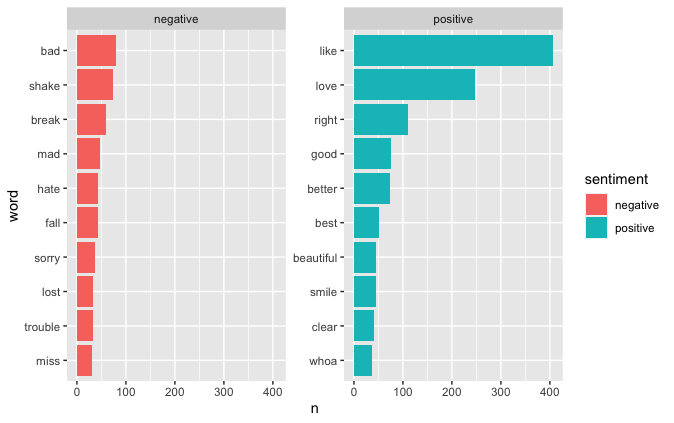 negative
positive
word
bad
shake
break
mad
hate
fall
sorry
lost
trouble
miss
0 100 200 300 400
like
love
right
good
better
best
beautiful
smile
clear
whoa
0 100 200 300 400
n
sentiment
negative
positive